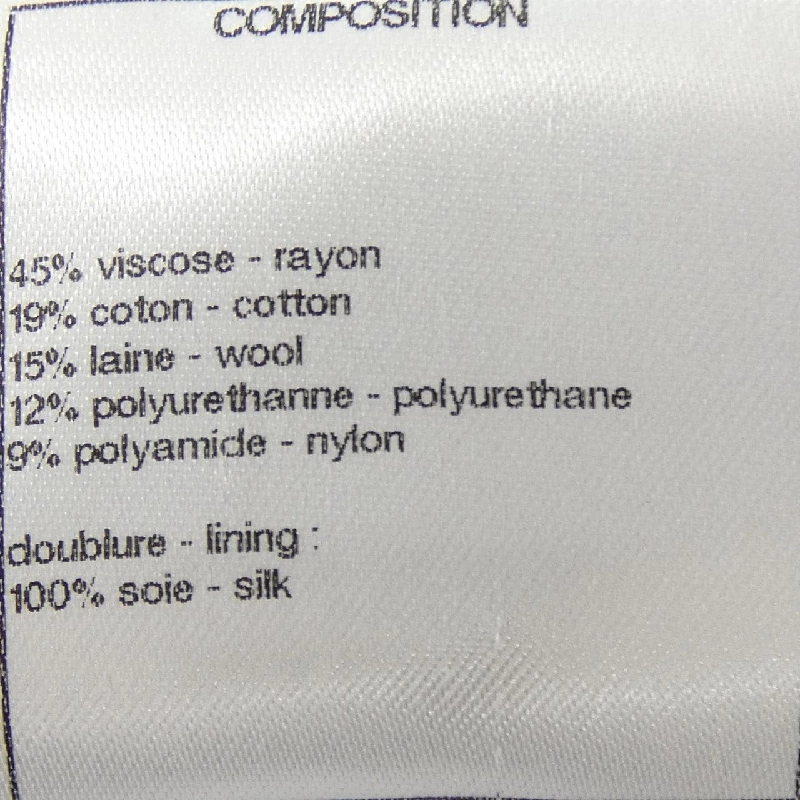 COMPOSITION
45% viscose - rayon
19% coton - cotton
15% laine - wool
12% polyurethanne - polyurethane
9% polyamide - nylon
doublure - lining :
100% soie - silk